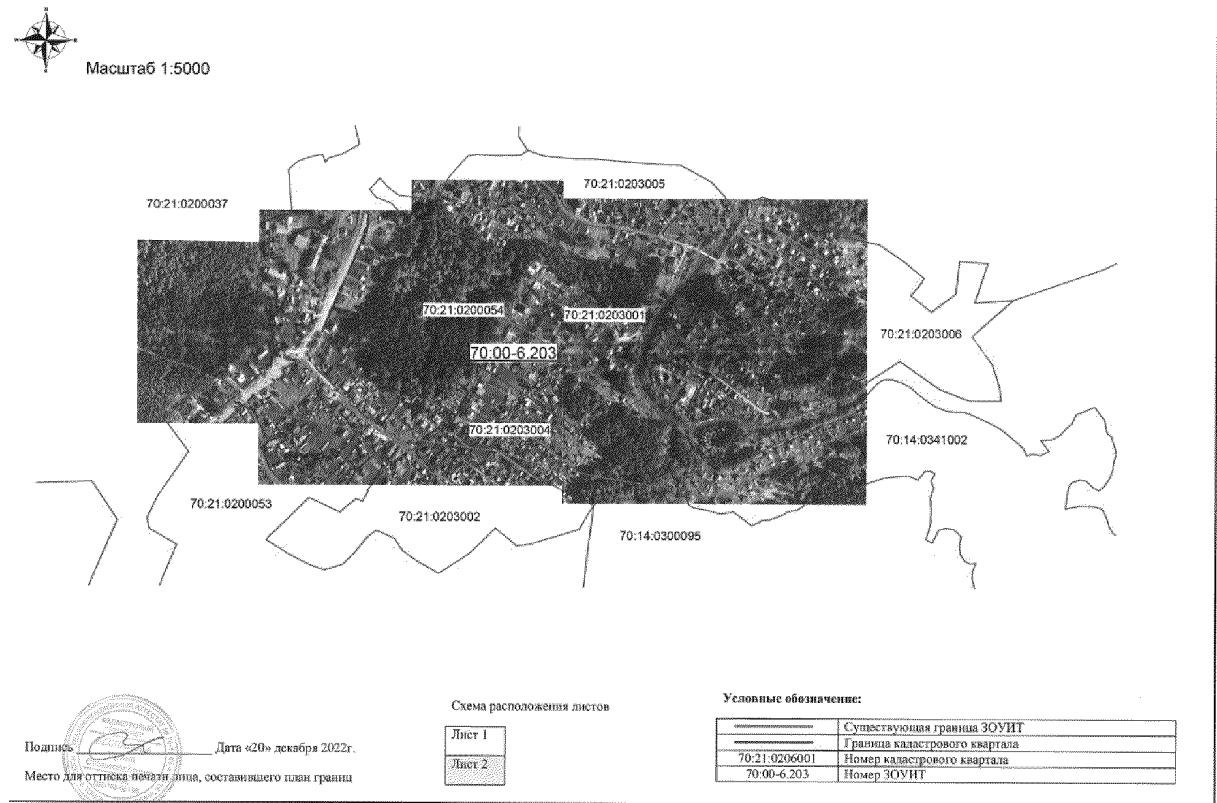 Масштаб 1:5000
70:21:0203005
70:21:0200037
70:21:0200054
70:21:0203001
70:21:0203006
70:00-6.203
70:21:0203004
70:14:0341002
70:21:0200053
70:21:0203002
70:14:0300095
Подпись Дата «20» декабря 2022г.
Место для оттиска печати лица, составившего план границ
Схема расположения листов
Лист 1
Лист 2
Условные обозначение:
Существующая граница ЗОУИТ
Граница кадастрового квартала
70:21:0206001 Номер кадастрового квартала
70:00-6.203 Номер ЗОУИТ